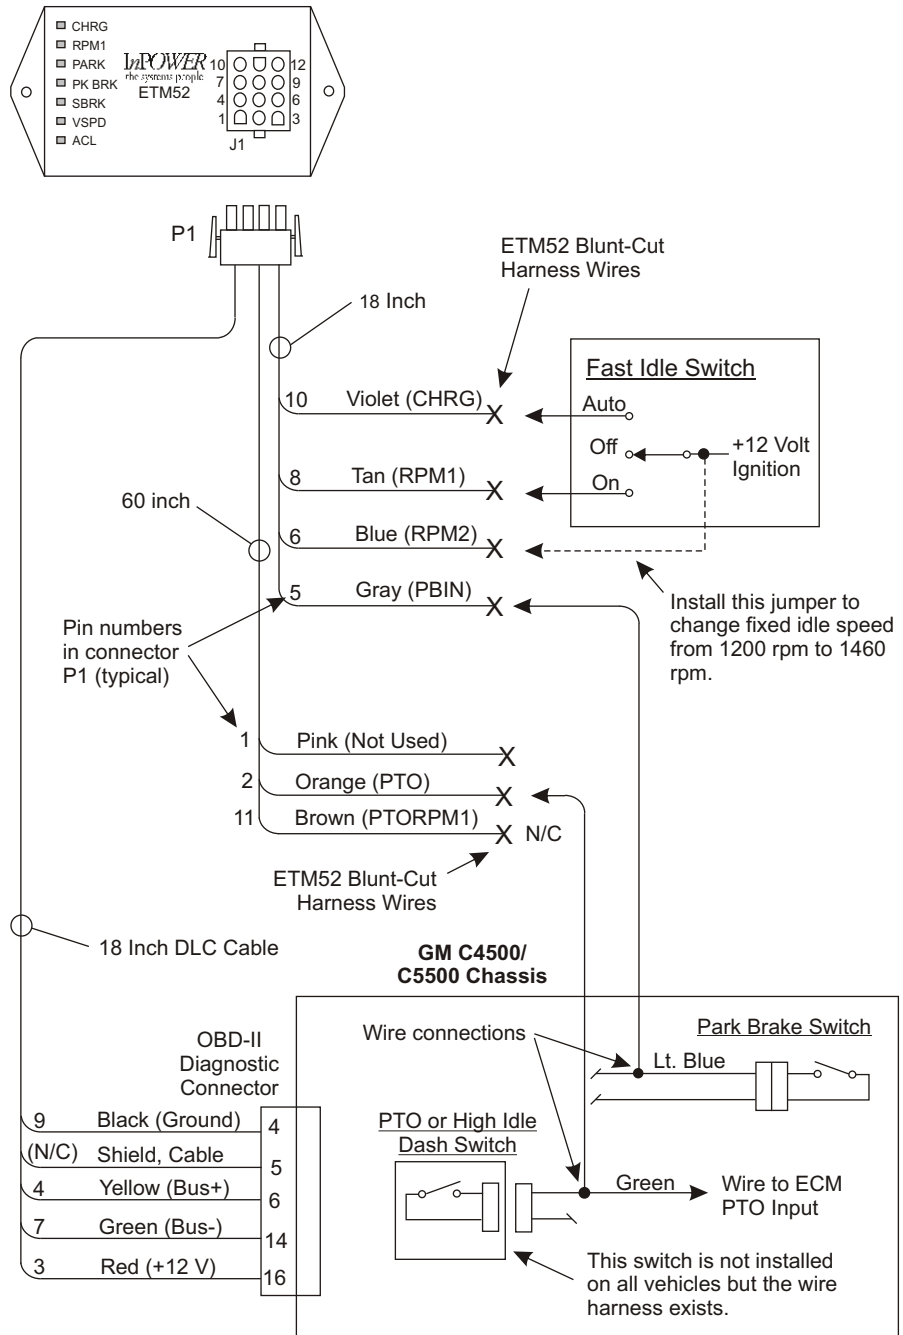 CHRG
RPM1
PARK
PK BRK
SBRK
VSPD
ACL
InPOWER
the systems people
ETM52
10
12
7
9
4
6
1
3
J1
P1
ETM52 Blunt-Cut
Harness Wires
18 Inch
Fast Idle Switch
10
Violet (CHRG)
Auto
Off
+12 Volt
Ignition
8
Tan (RPM1)
On
60 inch
6
Blue (RPM2)
5
Gray (PBIN)
Install this jumper to
change fixed idle speed
from 1200 rpm to 1460
rpm.
Pin numbers
in connector
P1 (typical)
1
Pink (Not Used)
2
Orange (PTO)
11
Brown (PTORPM1)
N/C
ETM52 Blunt-Cut
Harness Wires
18 Inch DLC Cable
GM C4500/
C5500 Chassis
Wire connections
Park Brake Switch
Lt. Blue
OBD-II
Diagnostic
Connector
PTO or High Idle
Dash Switch
9
Black (Ground)
4
(N/C)
Shield, Cable
5
4
Yellow (Bus+)
6
7
Green (Bus-)
14
3
Red (+12 V)
16
Green
Wire to ECM
PTO Input
This switch is not installed
on all vehicles but the wire
harness exists.